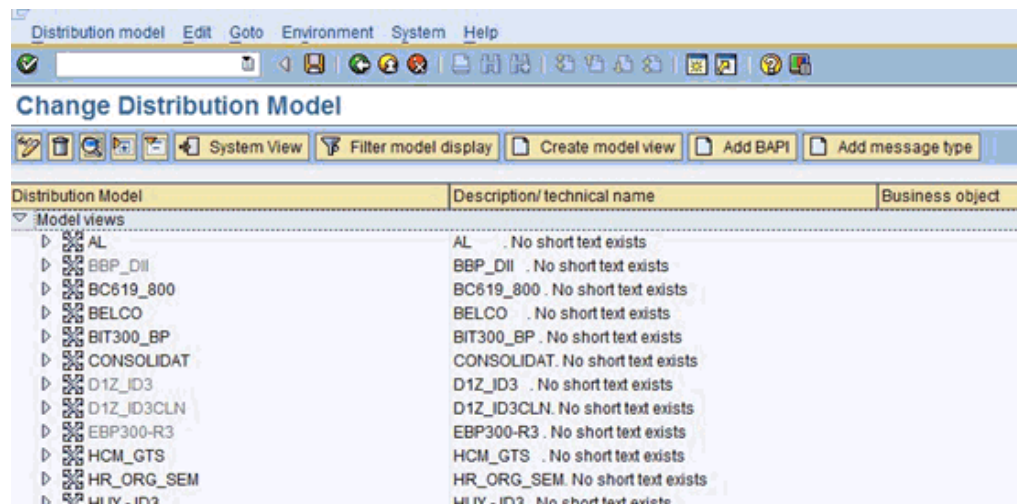 Distribution model Edit Goto Environment System Help
Change Distribution Model
System View Filter model display Create model view Add BAPI Add message type
Distribution Model Description/ technical name Business object
Model views
AL AL . No short text exists
BBP_DII BBP_DII . No short text exists
BC619_800 BC619_800 . No short text exists
BELCO BELCO . No short text exists
BIT300_BP BIT300_BP . No short text exists
CONSOLIDAT CONSOLIDAT. No short text exists
D1Z_ID3 D1Z_ID3 . No short text exists
D1Z_ID3CLN D1Z_ID3CLN. No short text exists
EBP300-R3 EBP300-R3 . No short text exists
HCM_GTS HCM_GTS . No short text exists
HR_ORG_SEM HR_ORG_SEM. No short text exists
No short text exists